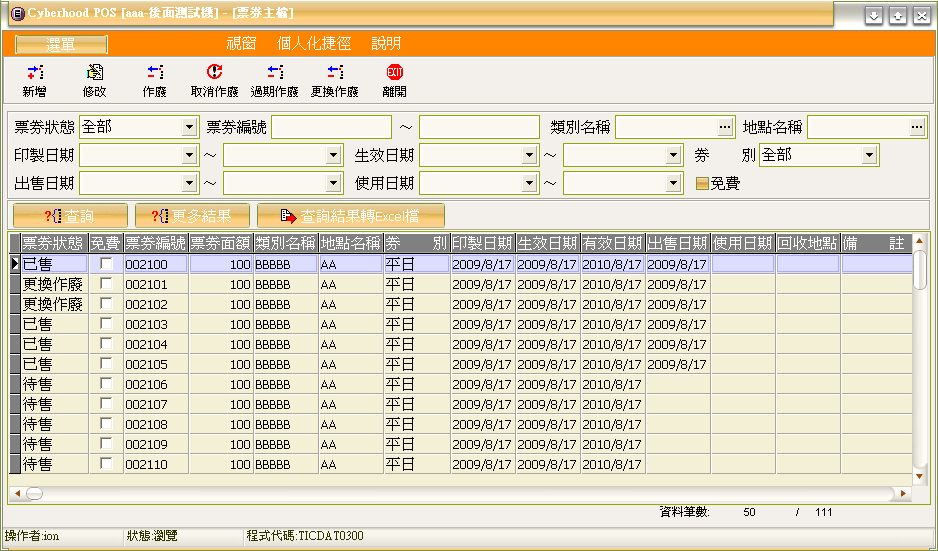 Cyberhood POS [aaa-後面測試機] - [票券主檔]
選單 視窗 個人化捷徑 說明
新增 修改 作廢 取消作廢 過期作廢 更換作廢 離開
票券狀態 全部 票券編號 ～ 類別名稱 ... 地點名稱 ...
印製日期 ～ 生效日期 ～ 券 別 全部
出售日期 ～ 使用日期 ～ 免費
查詢 更多結果 查詢結果轉Excel檔
票券狀態 免費 票券編號 票券面額 類別名稱 地點名稱 券 別 印製日期 生效日期 有效日期 出售日期 使用日期 回收地點 備 註
已售 002100 100 BBBBB AA 平日 2009/8/17 2009/8/17 2010/8/17 2009/8/17
更換作廢 002101 100 BBBBB AA 平日 2009/8/17 2009/8/17 2010/8/17 2009/8/17
更換作廢 002102 100 BBBBB AA 平日 2009/8/17 2009/8/17 2010/8/17 2009/8/17
已售 002103 100 BBBBB AA 平日 2009/8/17 2009/8/17 2010/8/17 2009/8/17
已售 002104 100 BBBBB AA 平日 2009/8/17 2009/8/17 2010/8/17 2009/8/17
已售 002105 100 BBBBB AA 平日 2009/8/17 2009/8/17 2010/8/17 2009/8/17
待售 002106 100 BBBBB AA 平日 2009/8/17 2009/8/17 2010/8/17
待售 002107 100 BBBBB AA 平日 2009/8/17 2009/8/17 2010/8/17
待售 002108 100 BBBBB AA 平日 2009/8/17 2009/8/17 2010/8/17
待售 002109 100 BBBBB AA 平日 2009/8/17 2009/8/17 2010/8/17
待售 002110 100 BBBBB AA 平日 2009/8/17 2009/8/17 2010/8/17
資料筆數: 50 / 111
操作者:ion 狀態:瀏覽 程式代碼:TICDAT0300